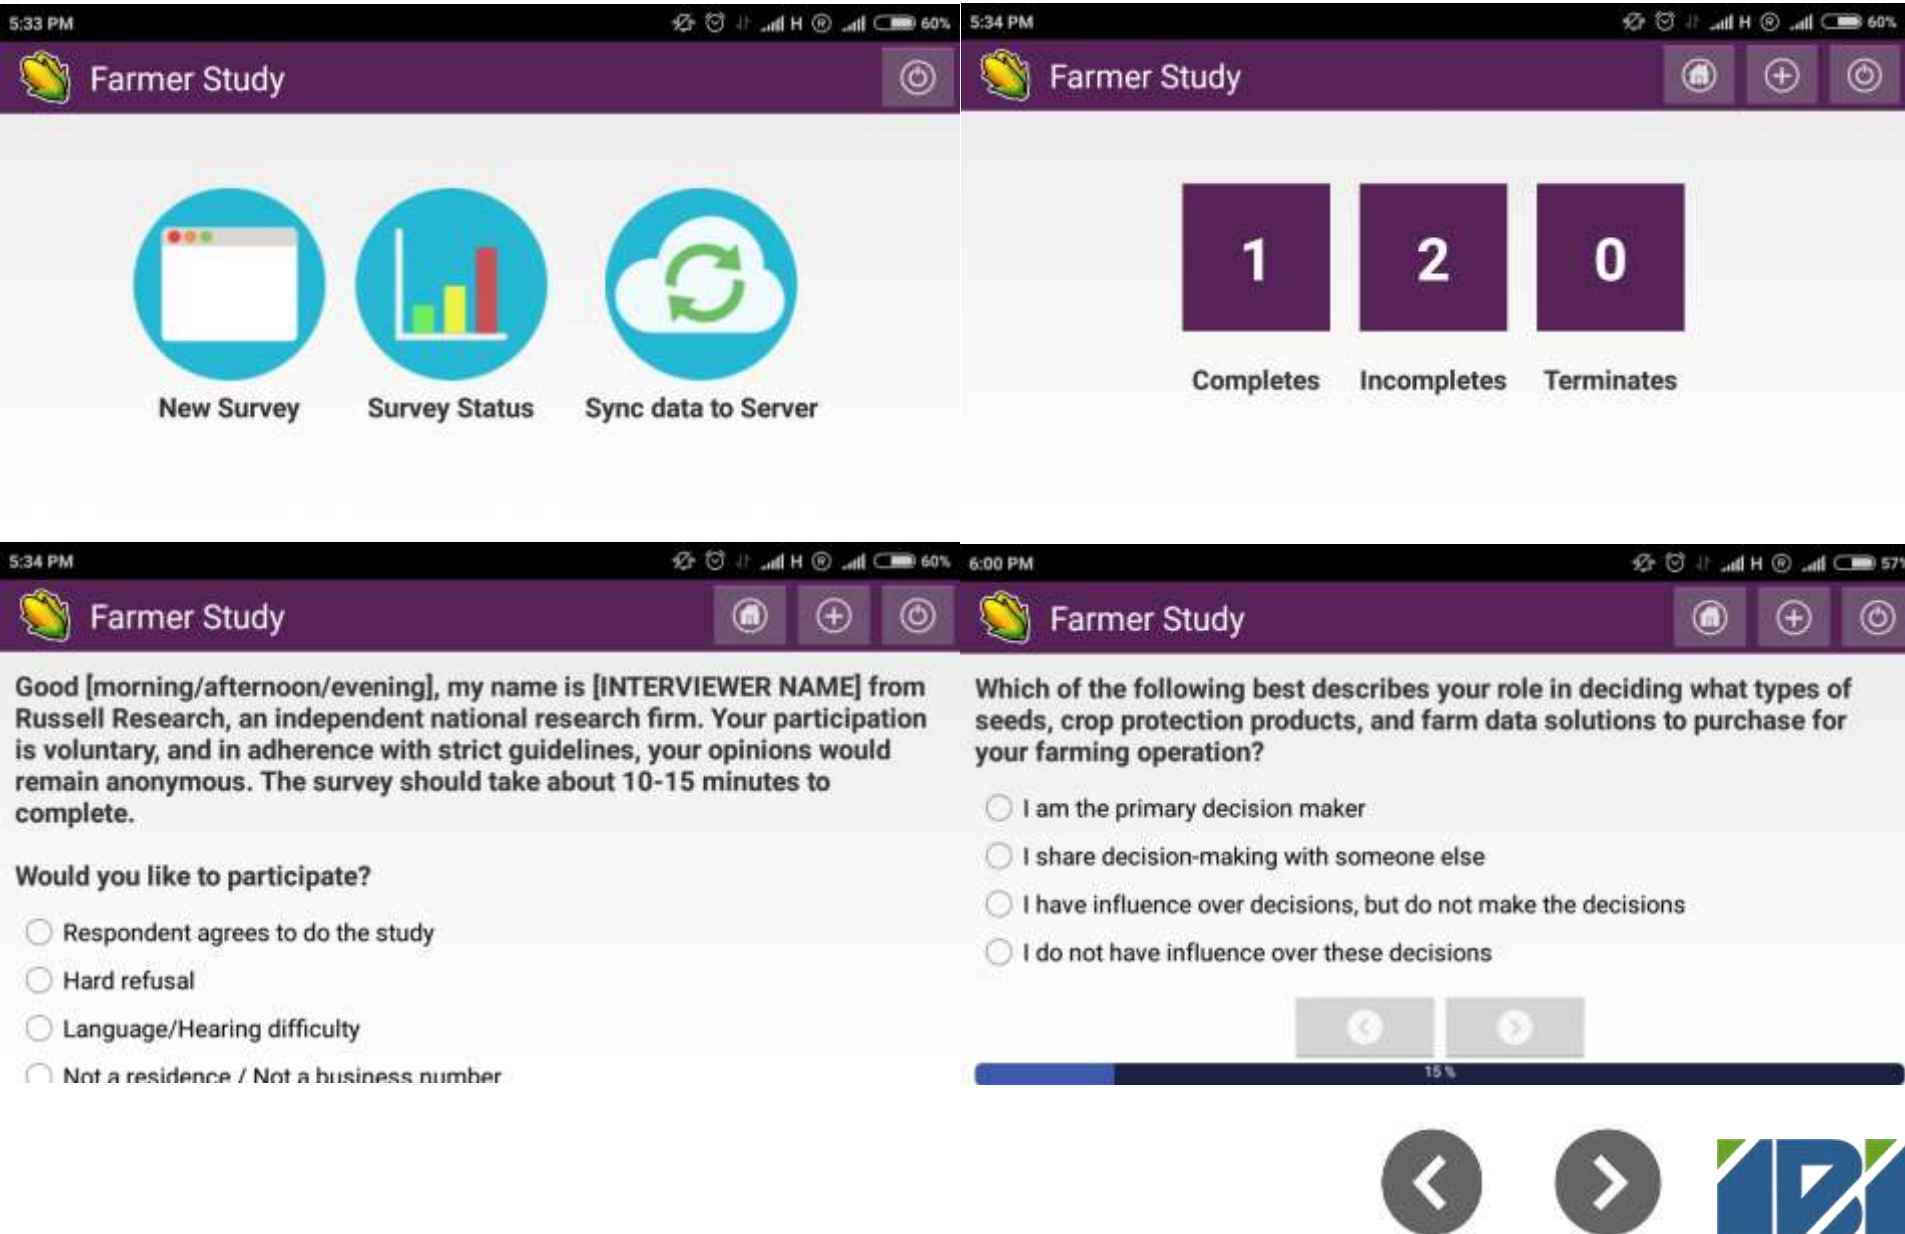 5:33 PM
H ® 60%
Farmer Study
New Survey
Survey Status
Sync data to Server
5:34 PM
H ® 60%
Farmer Study
1
2
0
Completes
Incompletes
Terminates
5:34 PM
H ® 60%
Farmer Study
Good [morning/afternoon/evening], my name is [INTERVIEWER NAME] from
Russell Research, an independent national research firm. Your participation
is voluntary, and in adherence with strict guidelines, your opinions would
remain anonymous. The survey should take about 10-15 minutes to
complete.
Would you like to participate?
Respondent agrees to do the study
Hard refusal
Language/Hearing difficulty
Not a residence / Not a business number
6:00 PM
H ® 57%
Farmer Study
Which of the following best describes your role in deciding what types of
seeds, crop protection products, and farm data solutions to purchase for
your farming operation?
I am the primary decision maker
I share decision-making with someone else
I have influence over decisions, but do not make the decisions
I do not have influence over these decisions
15 %